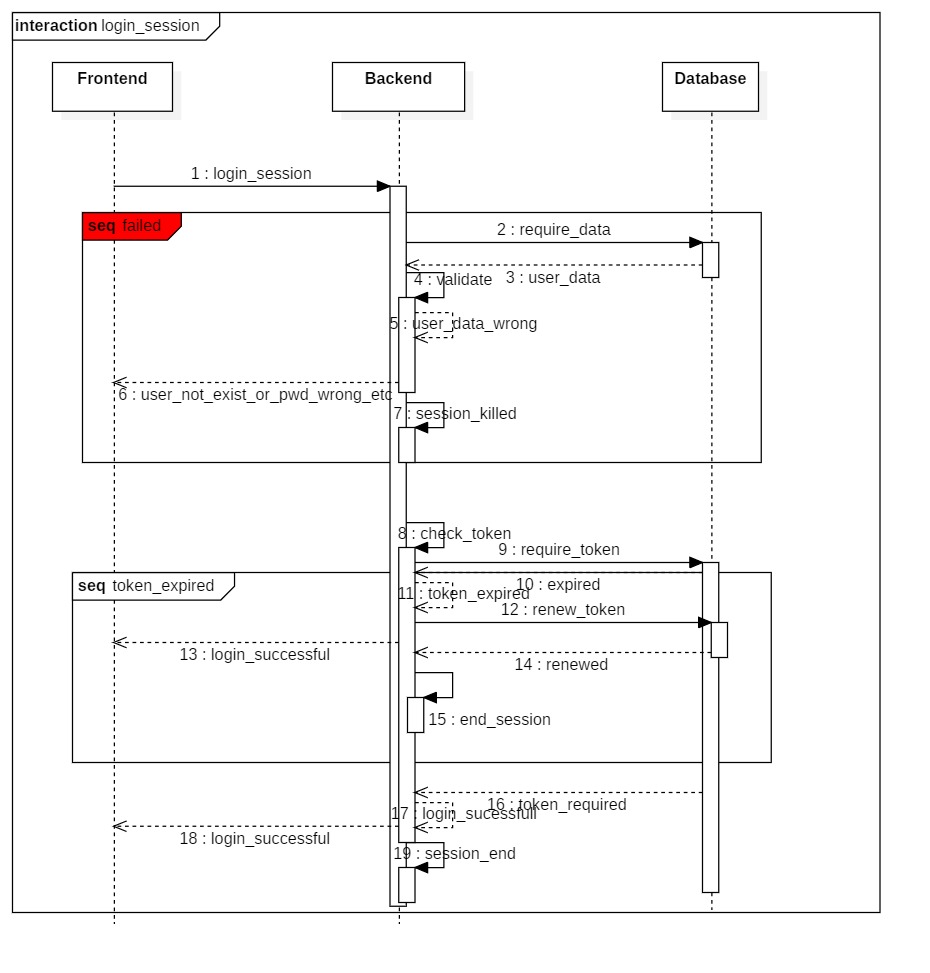 interaction login_session
Frontend
Backend
Database
1 : login_session
seq failed
2 : require_data
3 : user_data
4 : validate
5 : user_data_wrong
6 : user_not_exist_or_pwd_wrong_etc
7 : session_killed
8 : check_token
9 : require_token
seq token_expired
10 : expired
11 : token_expired
12 : renew_token
13 : login_successful
14 : renewed
15 : end_session
16 : token_required
17 : login_sucessfull
18 : login_successful
19 : session_end